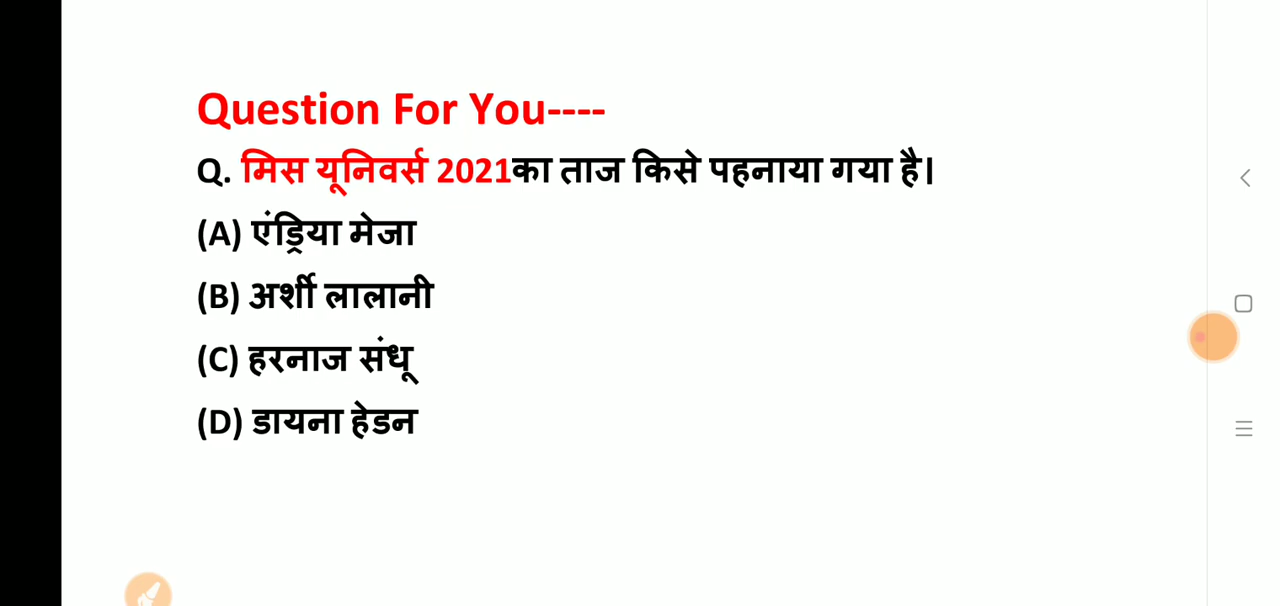 Question For You----
Q. मिस यूनिवर्स 2021का ताज किसे पहनाया गया है।
(A) एंड्रिया मेजा
(B) अर्शी लालानी
(C) हरनाज संधू
(D) डायना हेडन